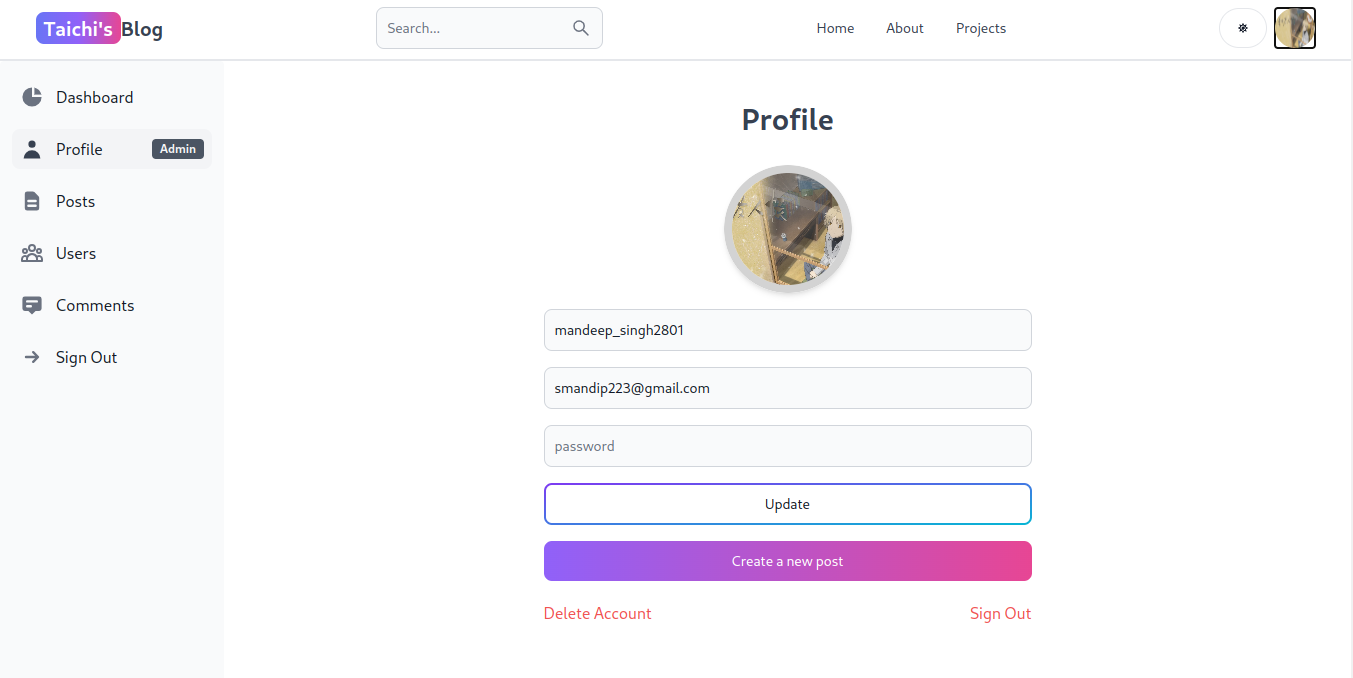 Taichi's Blog
Search...
Home About Projects
Dashboard
Profile Admin
Posts
Users
Comments
Sign Out
Profile
mandeep_singh2801
smandip223@gmail.com
password
Update
Create a new post
Delete Account Sign Out